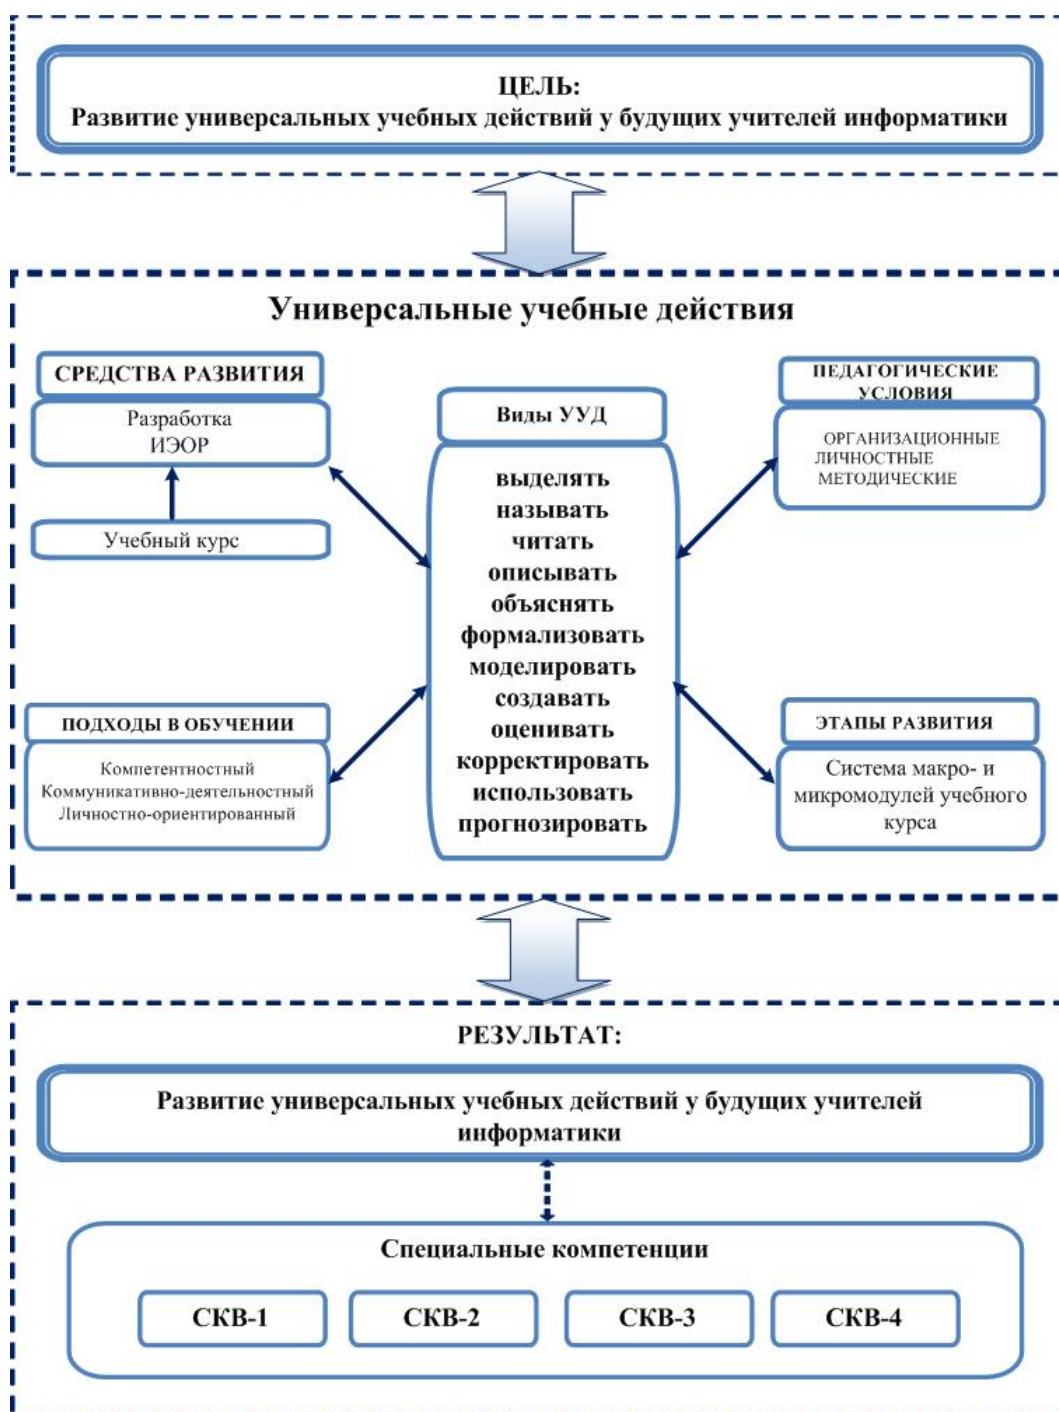 ЦЕЛЬ:
Развитие универсальных учебных действий у будущих учителей информатики
Универсальные учебные действия
СРЕДСТВА РАЗВИТИЯ
Разработка
ИЭОР
Учебный курс
ПОДХОДЫ В ОБУЧЕНИИ
Компетентностный
Коммуникативно-деятельностный
Личностно-ориентированный
Виды УУД
выделять
называть
читать
описывать
объяснять
формализовать
моделировать
создавать
оценивать
корректировать
использовать
прогнозировать
ПЕДАГОГИЧЕСКИЕ
УСЛОВИЯ
ОРГАНИЗАЦИОННЫЕ
ЛИЧНОСТНЫЕ
МЕТОДИЧЕСКИЕ
ЭТАПЫ РАЗВИТИЯ
Система макро- и
микромодулей учебного
курса
РЕЗУЛЬТАТ:
Развитие универсальных учебных действий у будущих учителей
информатики
Специальные компетенции
СКВ-1
СКВ-2
СКВ-3
СКВ-4